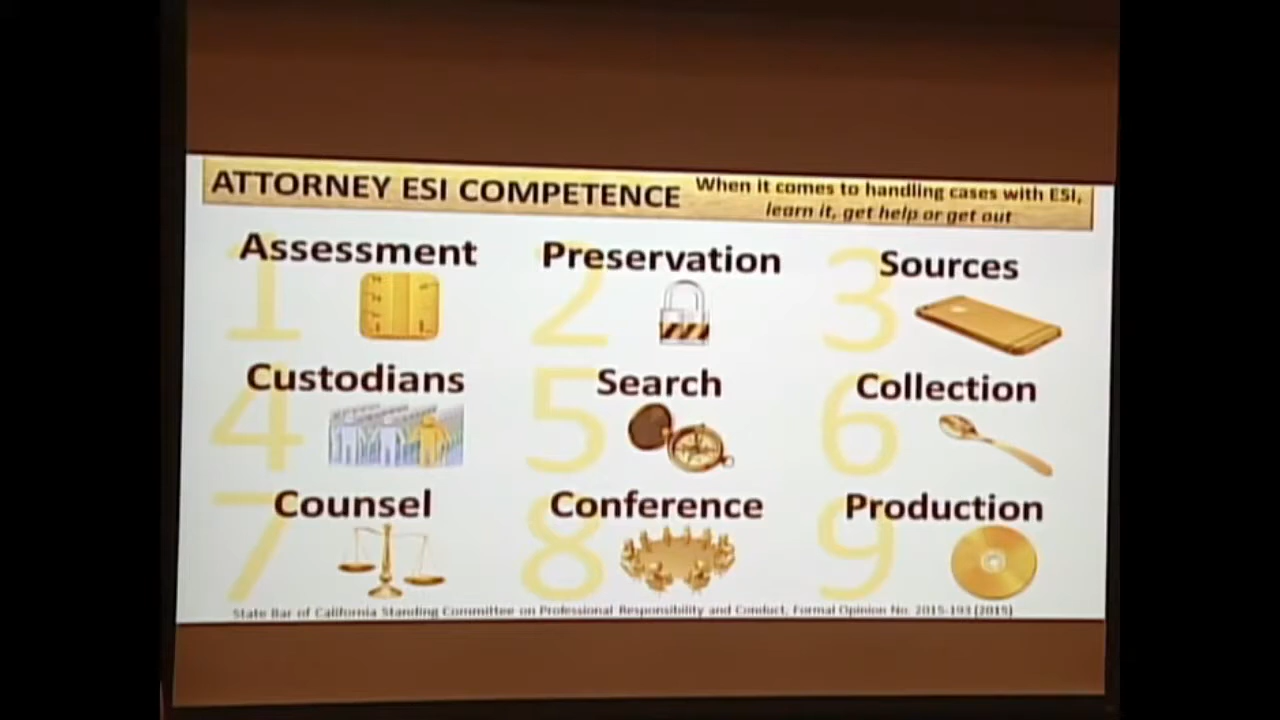 ATTORNEY ESI COMPETENCE
When it comes to handling cases with ESI,
learn it, get help or get out
1 Assessment
2 Preservation
3 Sources
4 Custodians
5 Search
6 Collection
7 Counsel
8 Conference
9 Production
State Bar of California Standing Committee on Professional Responsibility and Conduct, Formal Opinion No. 2015-193 (2015)